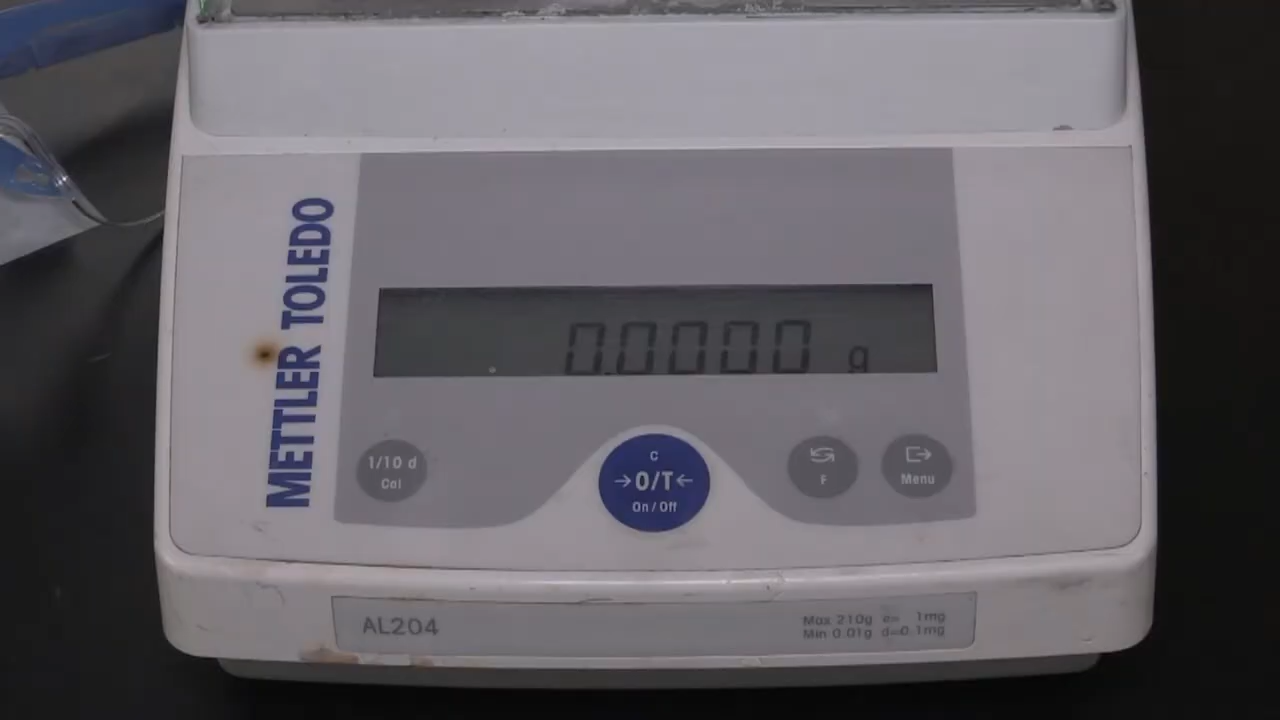 METTLER TOLEDO
0.0000 g
1/10 d
Cal
C
→0/T←
On/Off
F
Menu
AL204
Max 210g e= 1mg
Min 0.01g d=0.1mg